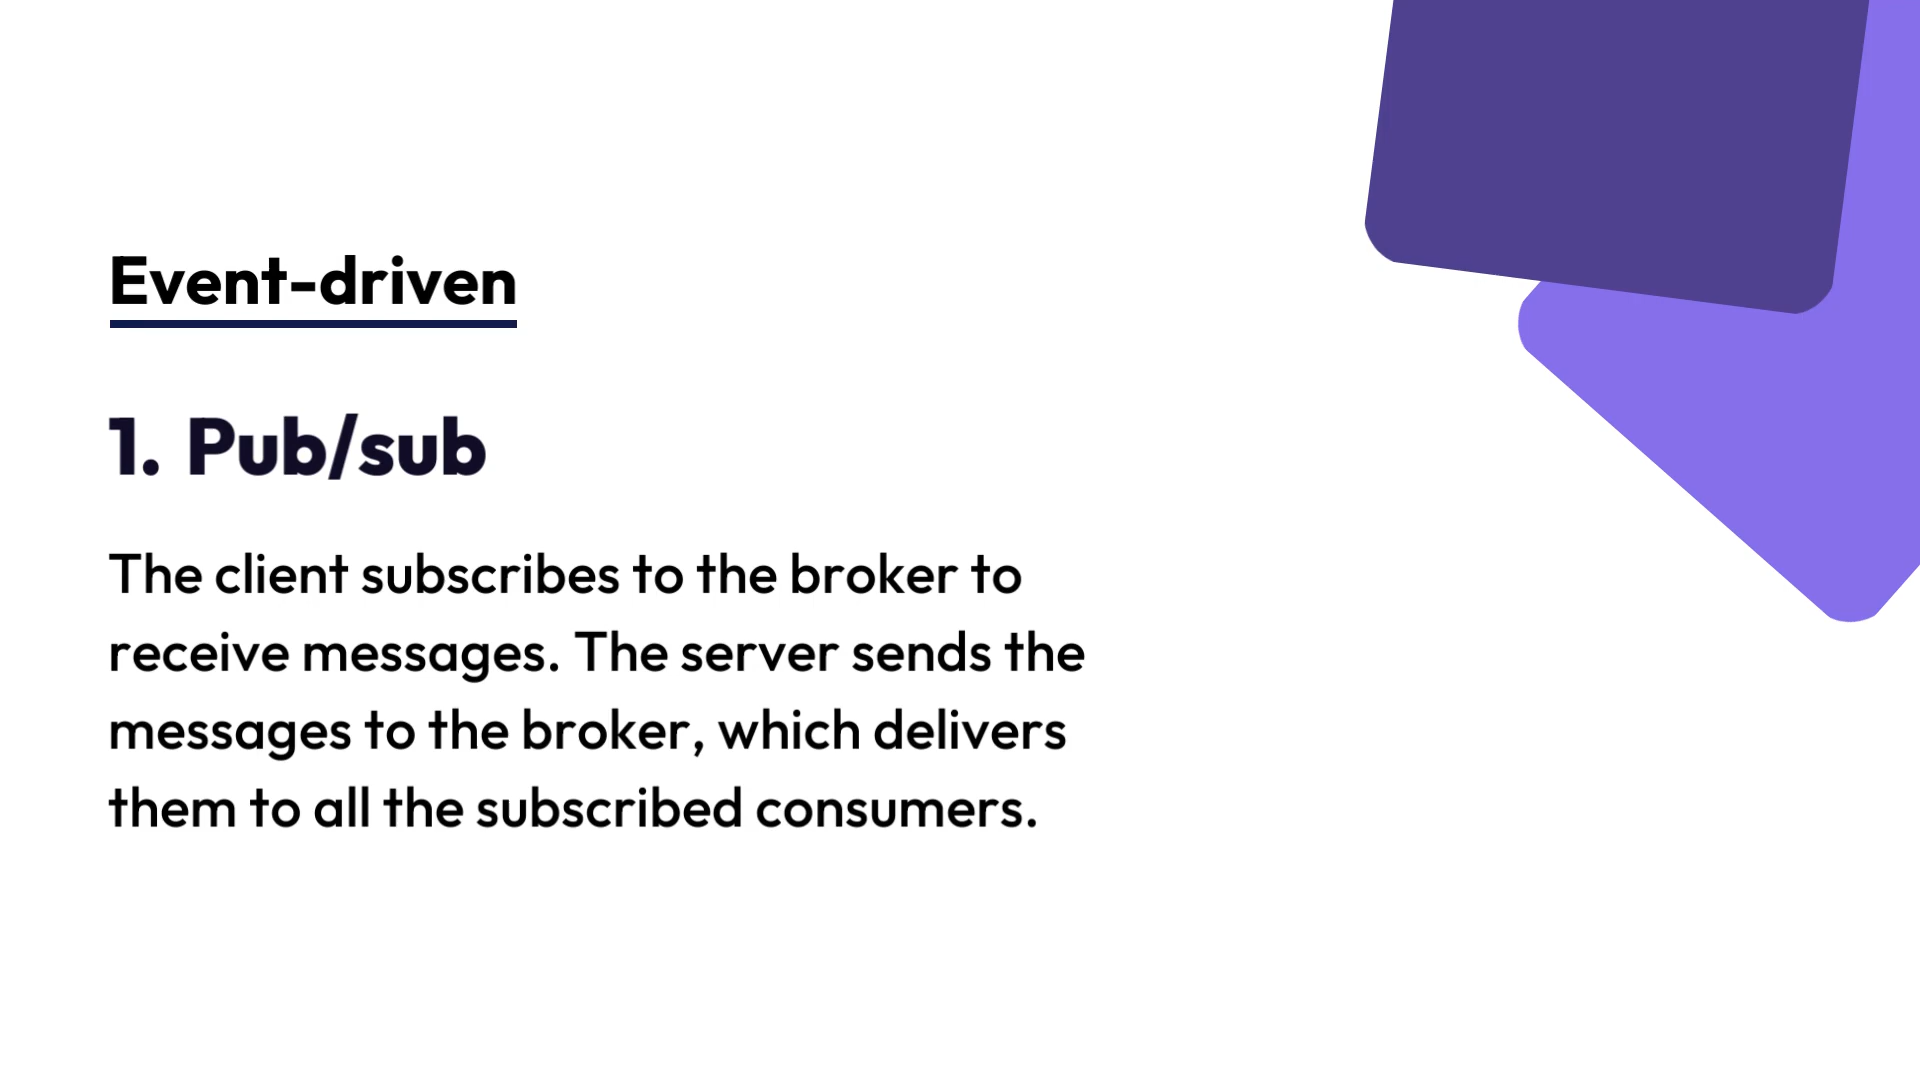 Event-driven
1. Pub/sub
The client subscribes to the broker to
receive messages. The server sends the
messages to the broker, which delivers
them to all the subscribed consumers.